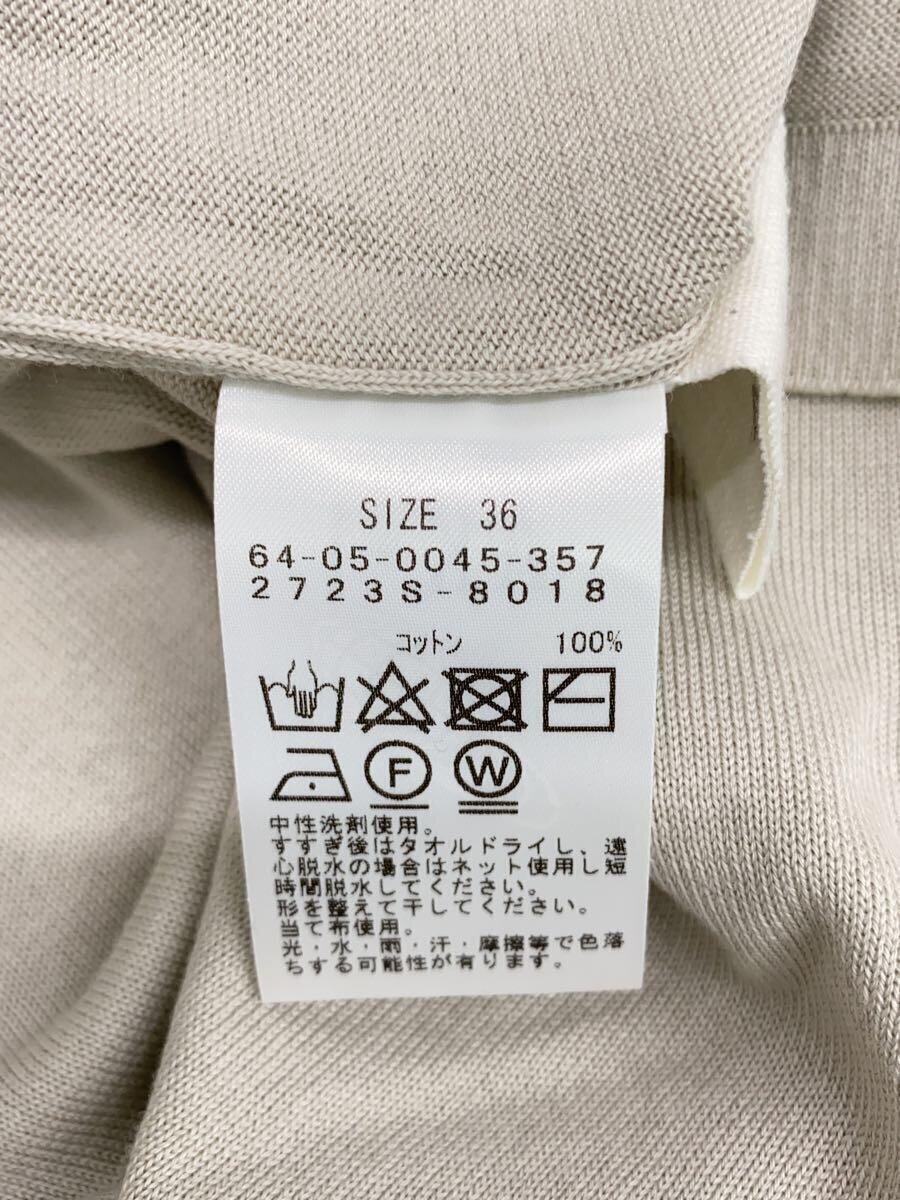 SIZE 36
64-05-0045-357
2723S-8018
コットン 100%
F W
中性洗剤使用。
すすぎ後はタオルドライし、遠
心脱水の場合はネット使用し短
時間脱水してください。
形を整えて干してください。
当て布使用。
光・水・雨・汗・摩擦等で色落
ちする可能性が有ります。